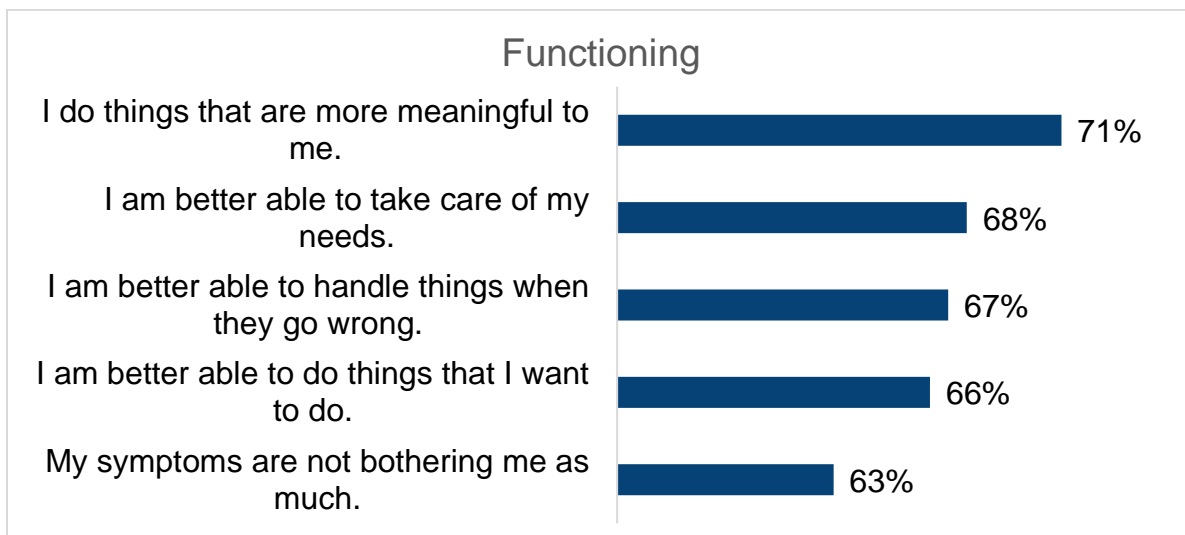 Functioning
I do things that are more meaningful to
me.
71%
I am better able to take care of my
needs.
68%
I am better able to handle things when
they go wrong.
67%
I am better able to do things that I want
to do.
66%
My symptoms are not bothering me as
much.
63%